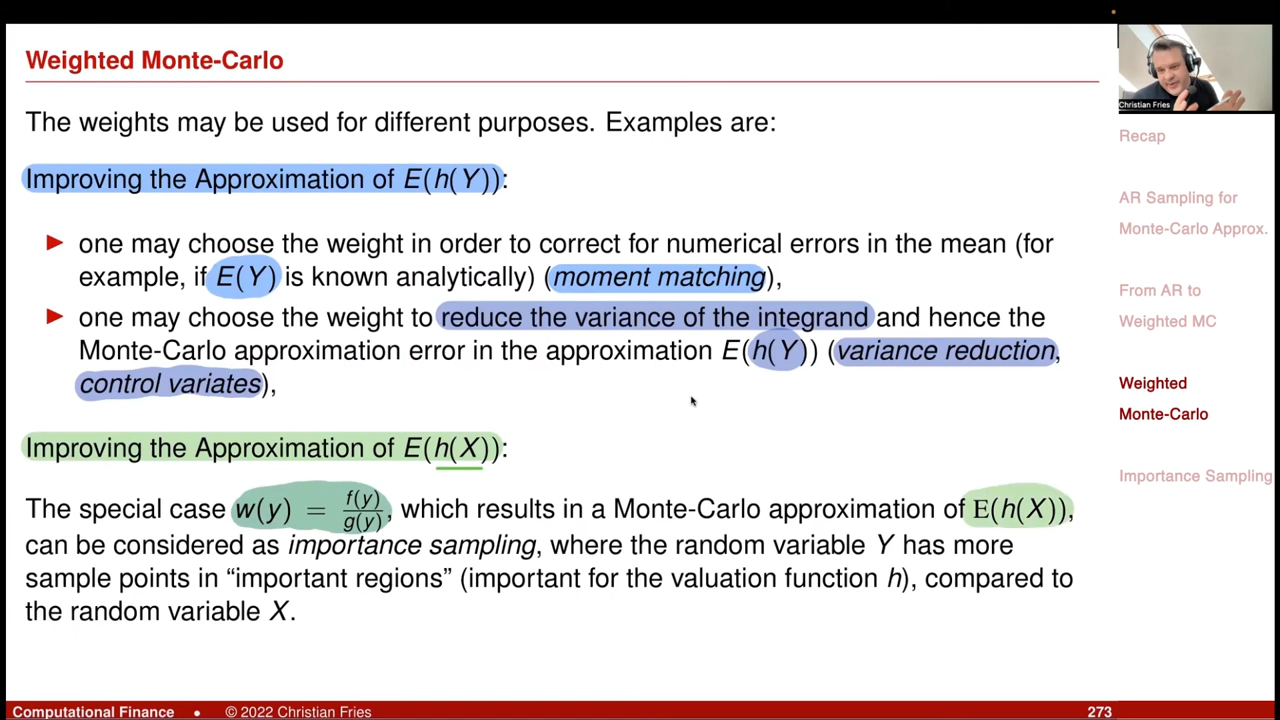 Weighted Monte-Carlo
The weights may be used for different purposes. Examples are:
Improving the Approximation of E(h(Y)):
► one may choose the weight in order to correct for numerical errors in the mean (for
example, if E(Y) is known analytically) (moment matching),
► one may choose the weight to reduce the variance of the integrand and hence the
Monte-Carlo approximation error in the approximation E(h(Y)) (variance reduction,
control variates),
Improving the Approximation of E(h(X)):
The special case w(y) = f(y)/g(y), which results in a Monte-Carlo approximation of E(h(X)),
can be considered as importance sampling, where the random variable Y has more
sample points in “important regions” (important for the valuation function h), compared to
the random variable X.
Christian Fries
Recap
AR Sampling for
Monte-Carlo Approx.
From AR to
Weighted MC
Weighted
Monte-Carlo
Importance Sampling
Computational Finance • © 2022 Christian Fries 273